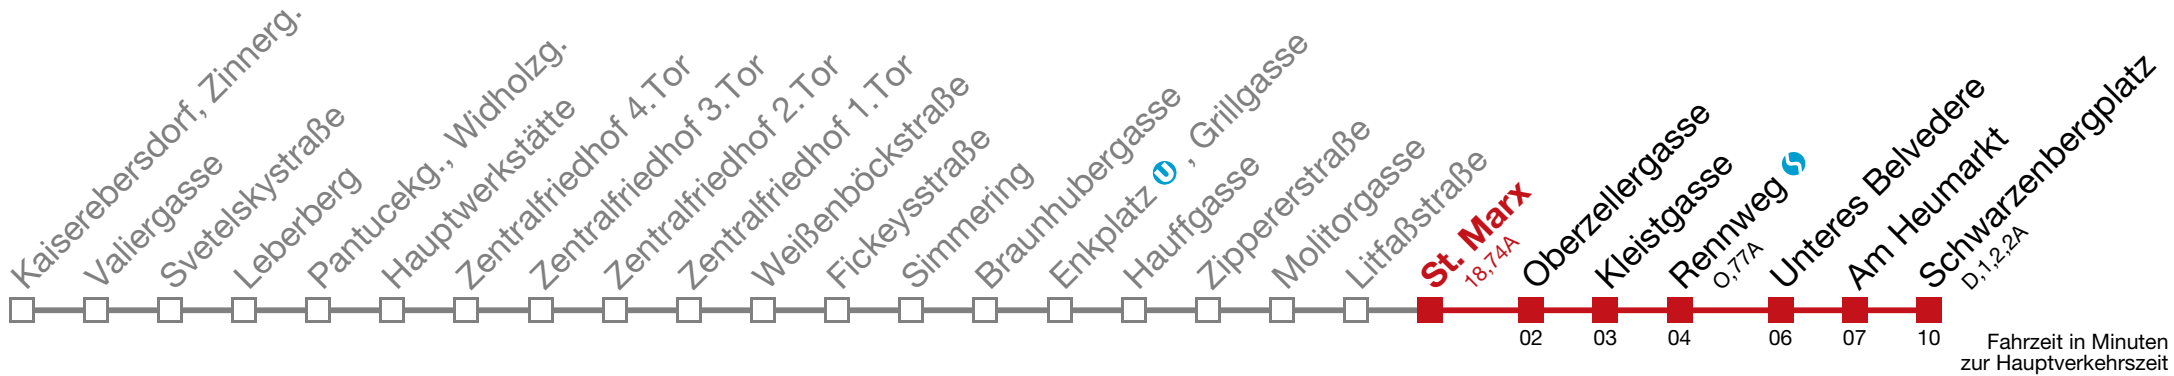 Kaiserebersdorf, Zinnerg.
Valiergasse
Svetelskystraße
Leberberg
Pantucekg., Widholzg.
Hauptwerkstätte
Zentralfriedhof 4.Tor
Zentralfriedhof 3.Tor
Zentralfriedhof 2.Tor
Zentralfriedhof 1.Tor
Weißenböckstraße
Fickeysstraße
Simmering
Braunhubergasse
Enkplatz U, Grillgasse
Hauffgasse
Zippererstraße
Molitorgasse
Litfaßstraße
St. Marx
18,74A
Oberzellergasse
Kleistgasse
Rennweg S
O,77A
Unteres Belvedere
Am Heumarkt
Schwarzenbergplatz
D,1,2,2A
02 03 04 06 07 10
Fahrzeit in Minuten
zur Hauptverkehrszeit